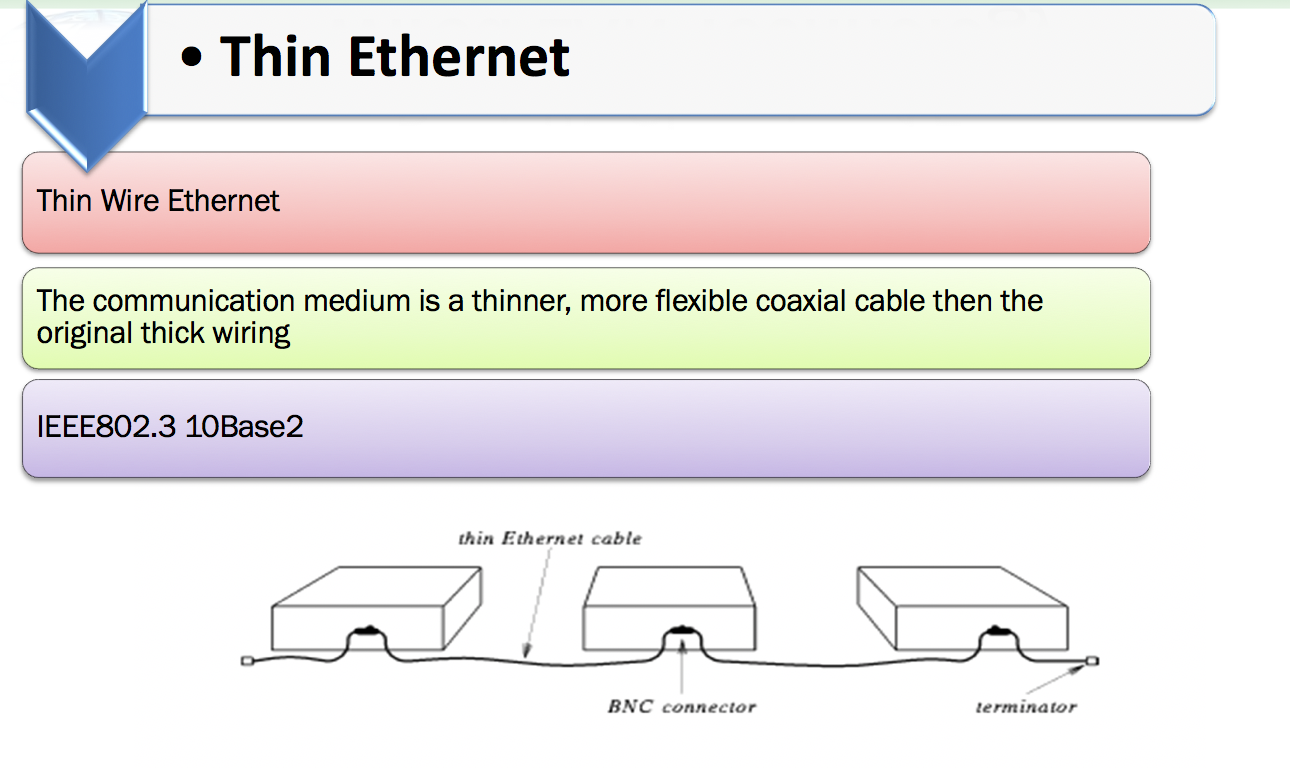 • Thin Ethernet
Thin Wire Ethernet
The communication medium is a thinner, more flexible coaxial cable then the
original thick wiring
IEEE802.3 10Base2
thin Ethernet cable
BNC connector
terminator